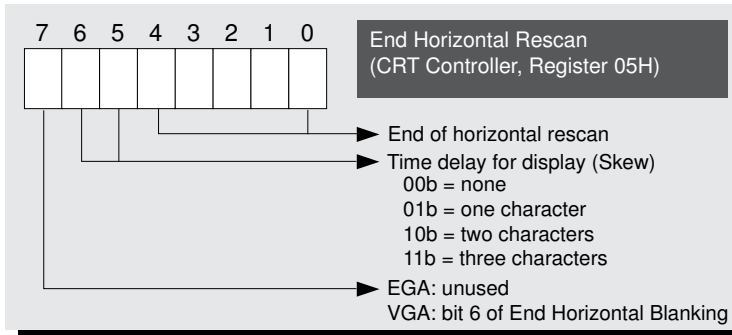 7 6 5 4 3 2 1 0
End Horizontal Rescan
(CRT Controller, Register 05H)
End of horizontal rescan
Time delay for display (Skew)
00b = none
01b = one character
10b = two characters
11b = three characters
EGA: unused
VGA: bit 6 of End Horizontal Blanking